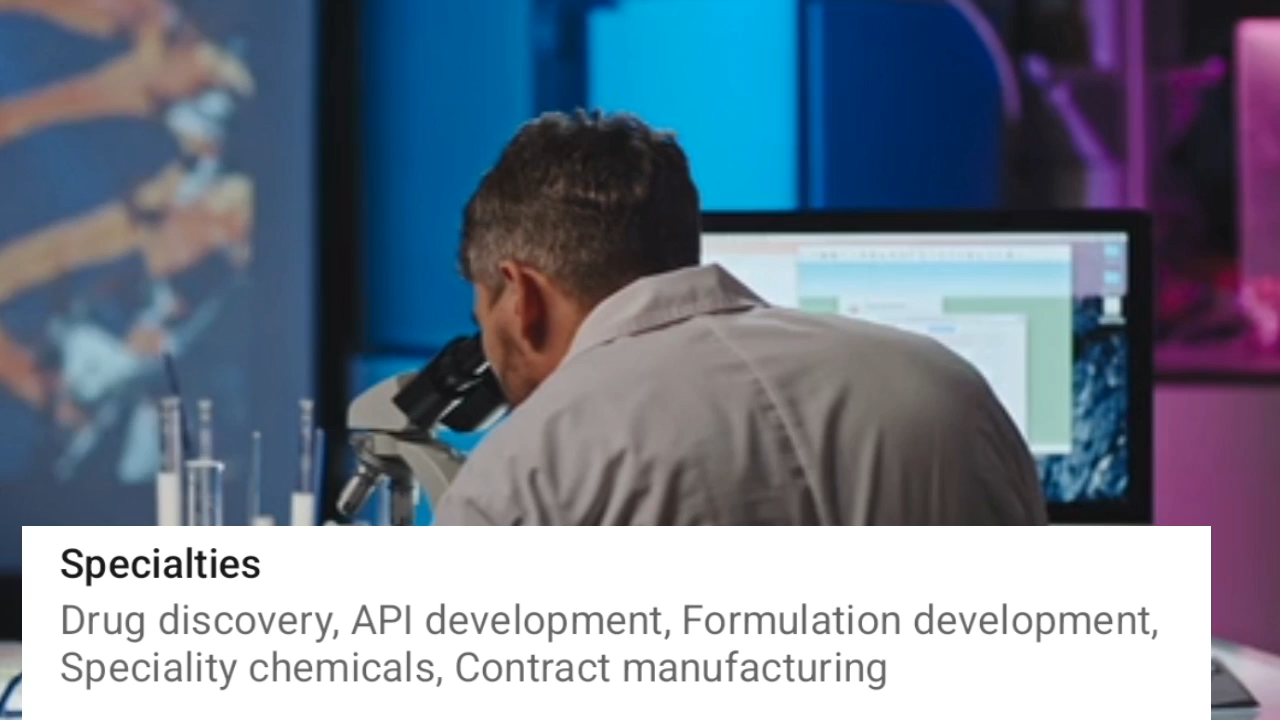 Specialties
Drug discovery, API development, Formulation development,
Speciality chemicals, Contract manufacturing